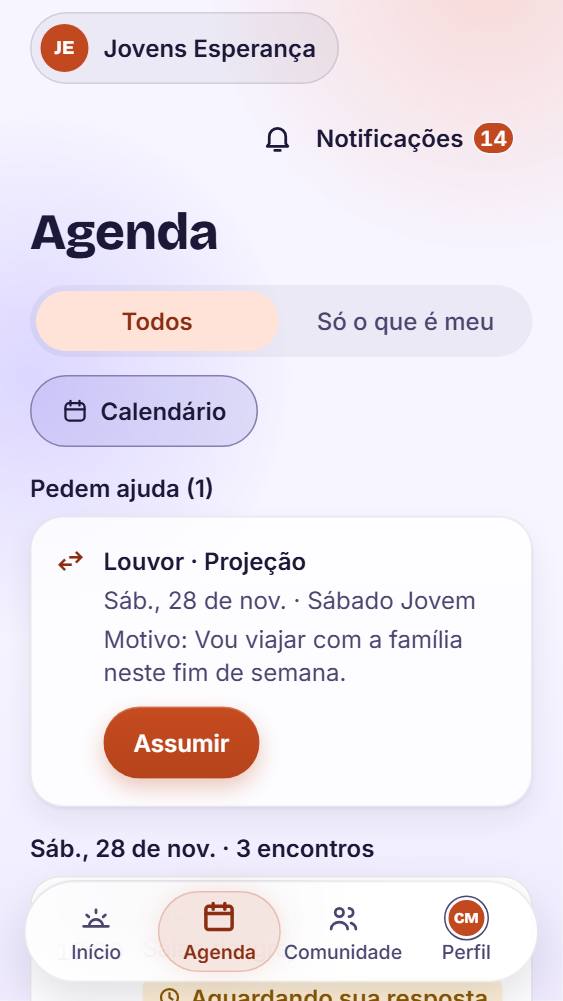 JE Jovens Esperança
Notificações 14
Agenda
Todos Só o que é meu
Calendário
Pedem ajuda (1)
Louvor · Projeção
Sáb., 28 de nov. · Sábado Jovem
Motivo: Vou viajar com a família
neste fim de semana.
Assumir
Sáb., 28 de nov. · 3 encontros
CM
Início Agenda Comunidade Perfil
Aguardando sua resposta